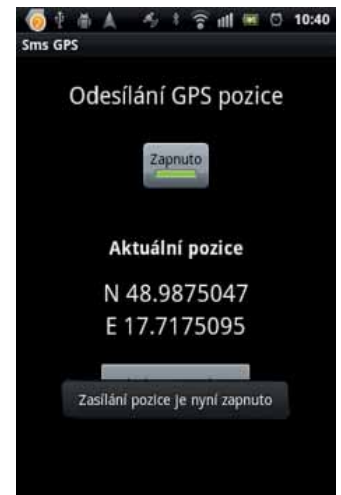 10:40
Sms GPS
Odesílání GPS pozice
Zapnuto
Aktuální pozice
N 48.9875047
E 17.7175095
Zasílání pozice je nyní zapnuto